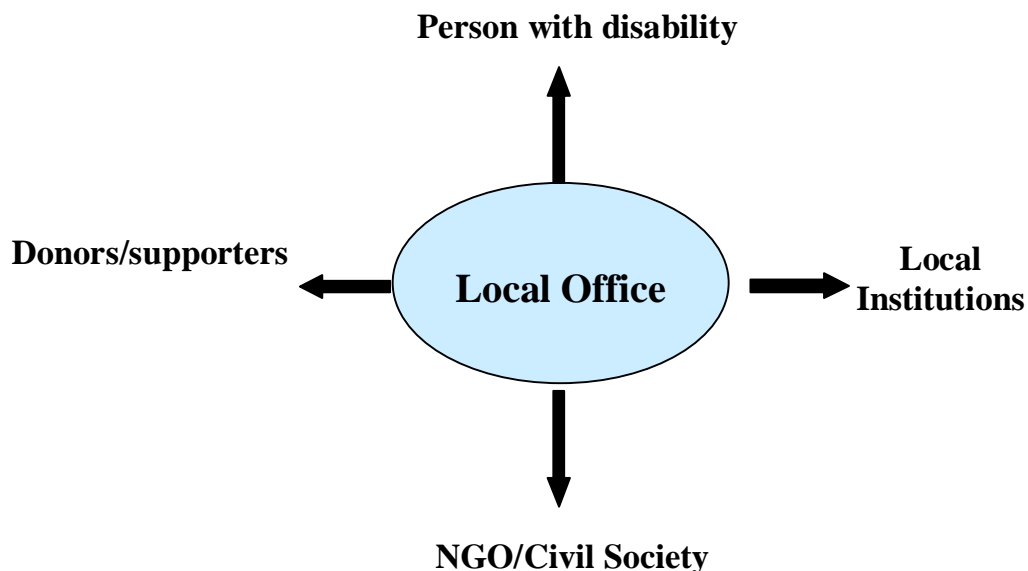 Person with disability
Donors/supporters
Local Office
Local
Institutions
NGO/Civil Society